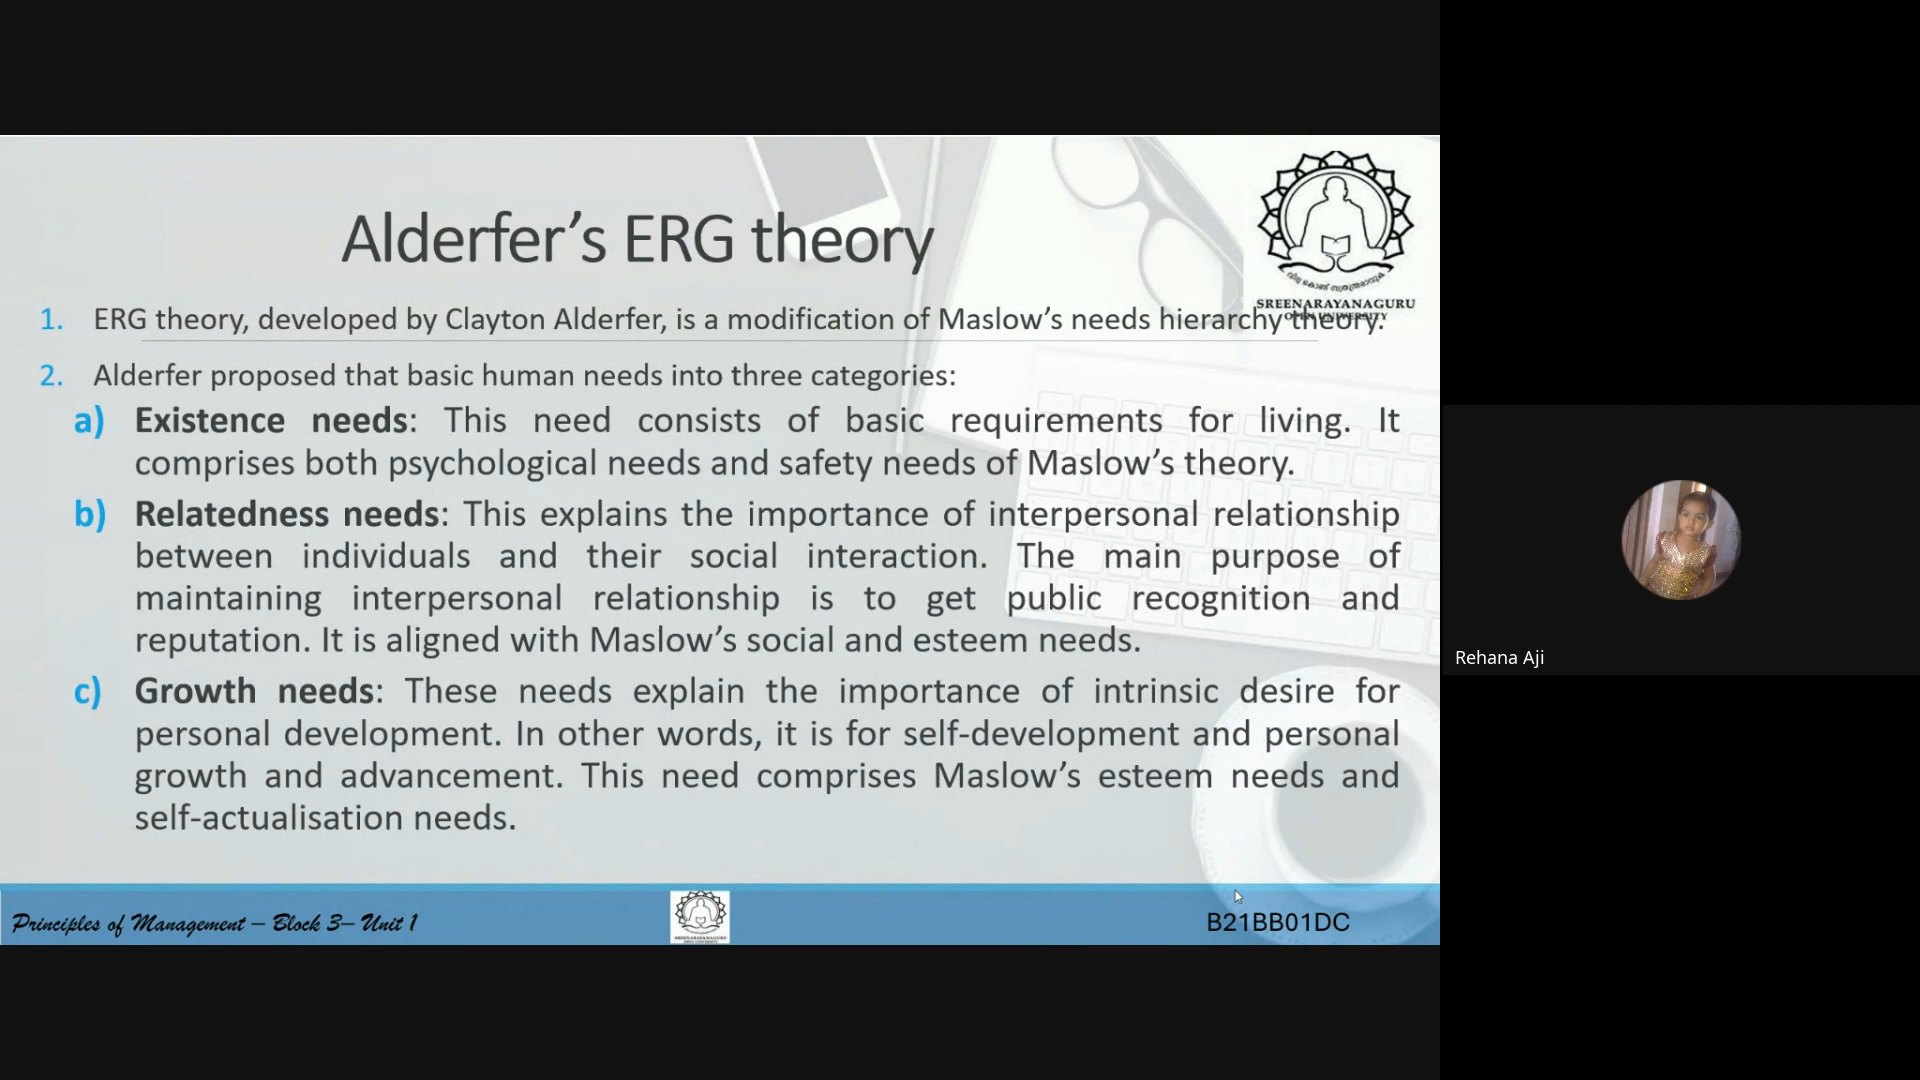 Alderfer’s ERG theory
SREENARAYANAGURU
OPEN UNIVERSITY
1. ERG theory, developed by Clayton Alderfer, is a modification of Maslow’s needs hierarchy theory.
2. Alderfer proposed that basic human needs into three categories:
a) Existence needs: This need consists of basic requirements for living. It
comprises both psychological needs and safety needs of Maslow’s theory.
b) Relatedness needs: This explains the importance of interpersonal relationship
between individuals and their social interaction. The main purpose of
maintaining interpersonal relationship is to get public recognition and
reputation. It is aligned with Maslow’s social and esteem needs.
c) Growth needs: These needs explain the importance of intrinsic desire for
personal development. In other words, it is for self-development and personal
growth and advancement. This need comprises Maslow’s esteem needs and
self-actualisation needs.
Principles of Management – Block 3– Unit 1
B21BB01DC
Rehana Aji